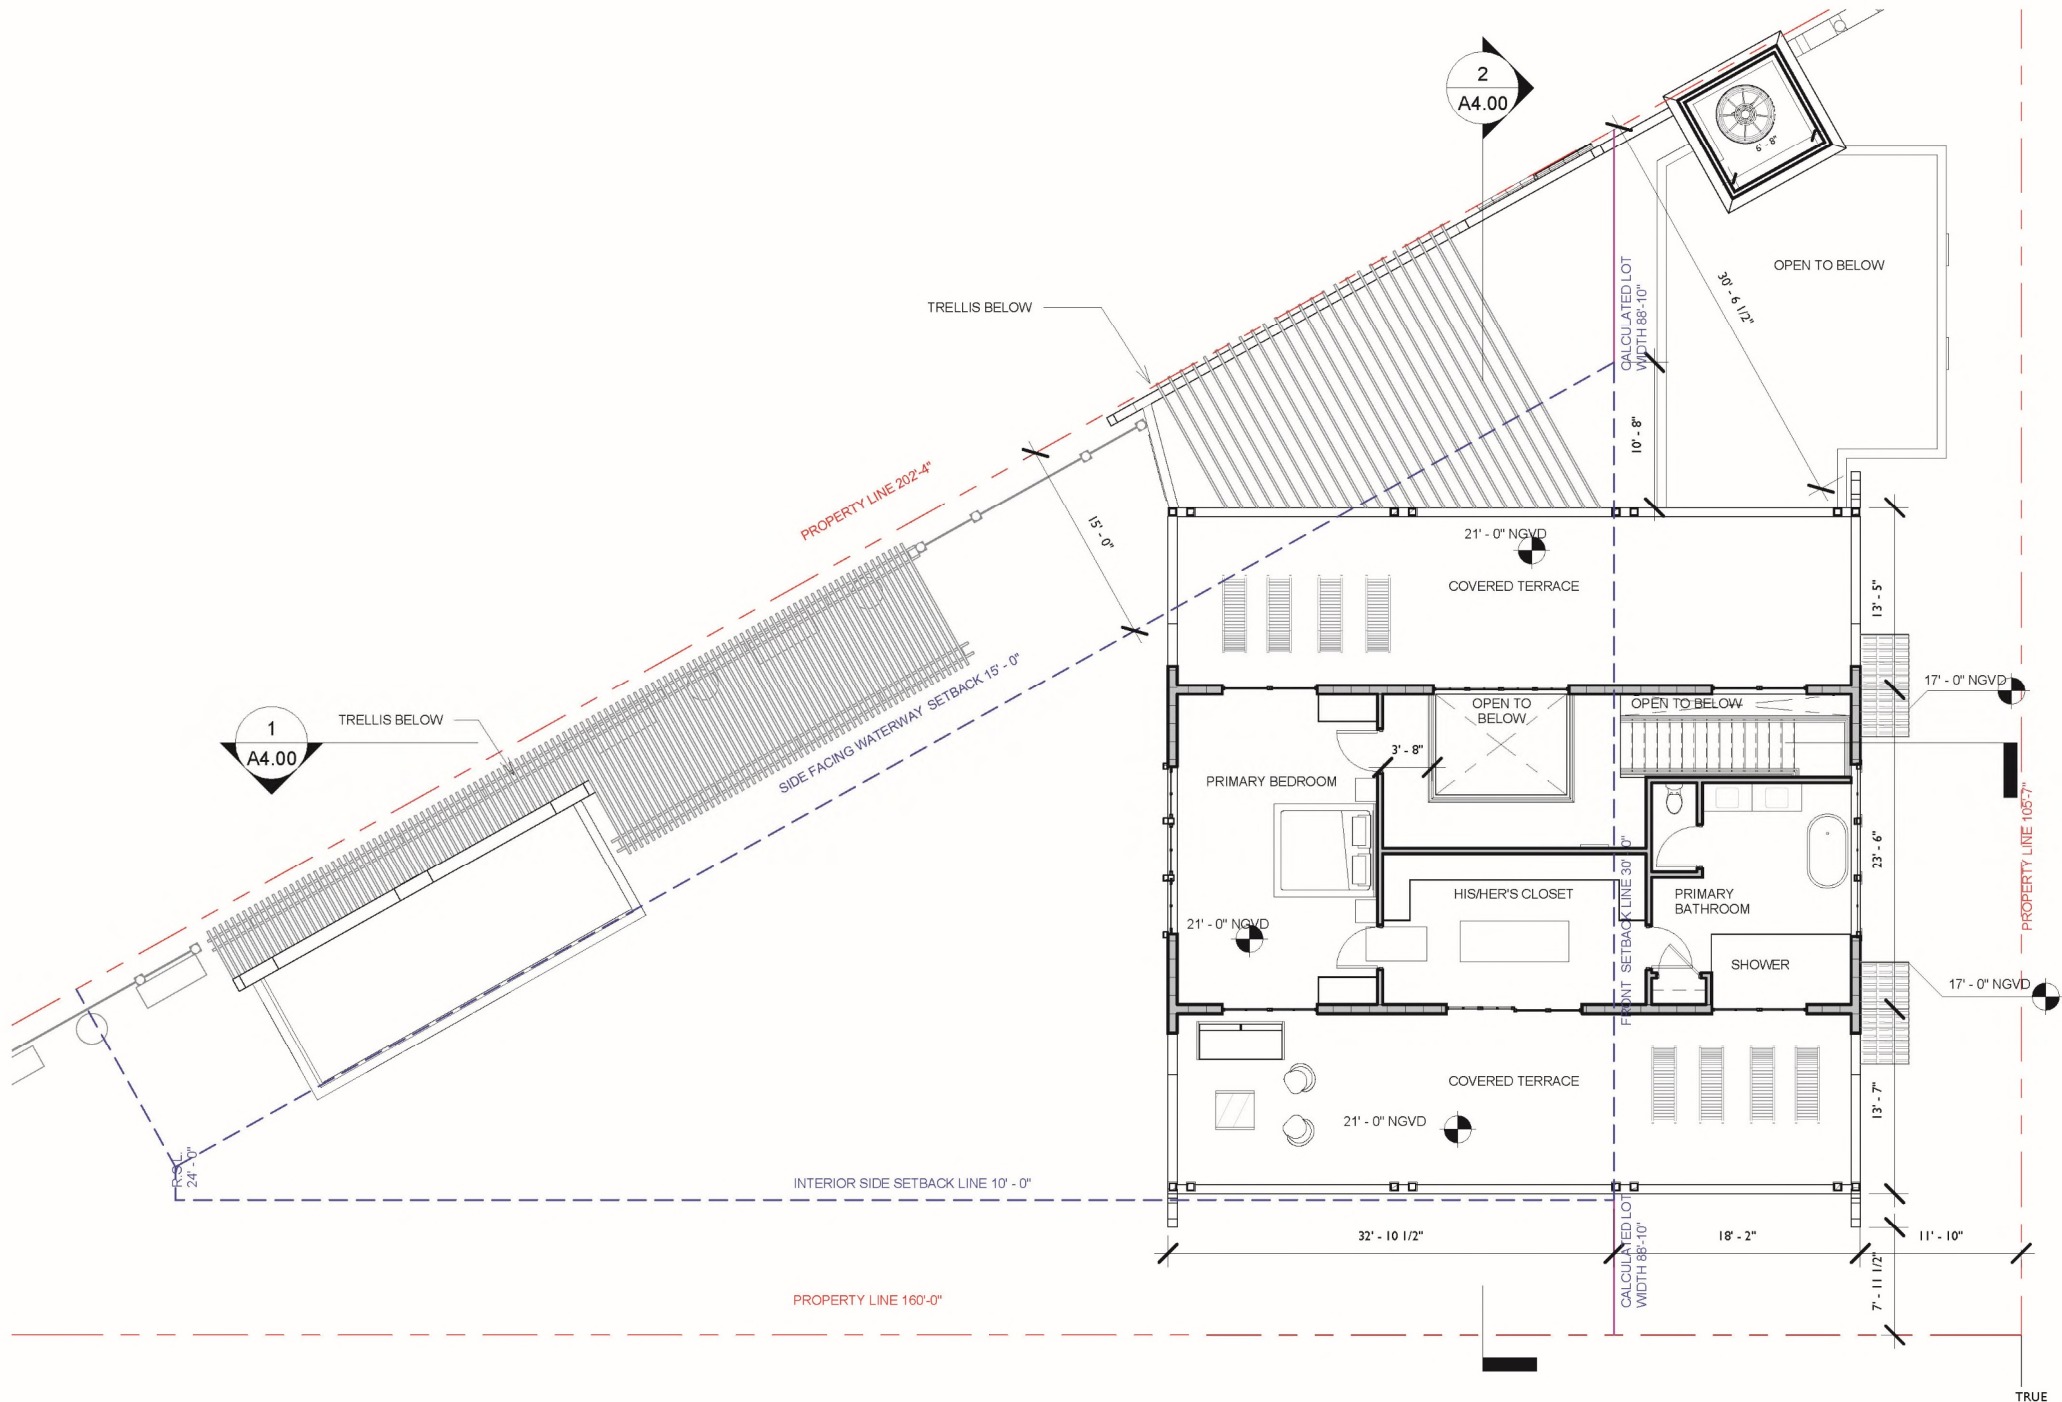 2
A4.00
6' - 8"
OPEN TO BELOW
30' - 6 1/2"
CALCULATED LOT
WIDTH 88'-10"
TRELLIS BELOW
10' - 8"
PROPERTY LINE 202'-4"
15' - 0"
21' - 0" NGVD
COVERED TERRACE
13' - 5"
SIDE FACING WATERWAY SETBACK 15' - 0"
17' - 0" NGVD
1
A4.00
TRELLIS BELOW
OPEN TO
BELOW
OPEN TO BELOW
3' - 8"
PRIMARY BEDROOM
PROPERTY LINE 105'-7"
23' - 6"
HIS/HER'S CLOSET
PRIMARY
BATHROOM
21' - 0" NGVD
FRONT SETBACK LINE 30' 0"
SHOWER
17' - 0" NGVD
COVERED TERRACE
13' - 7"
21' - 0" NGVD
R.S.L.
24' - 0"
INTERIOR SIDE SETBACK LINE 10' - 0"
CALCULATED LOT
WIDTH 88'-10"
32' - 10 1/2"
18' - 2"
11' - 10"
7' - 11 1/2"
PROPERTY LINE 160'-0"
TRUE